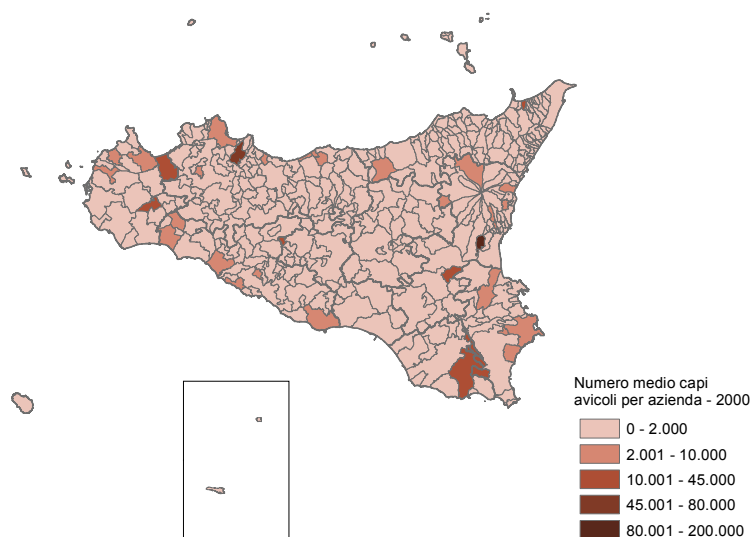 Numero medio capi
avicoli per azienda - 2000
0 - 2.000
2.001 - 10.000
10.001 - 45.000
45.001 - 80.000
80.001 - 200.000